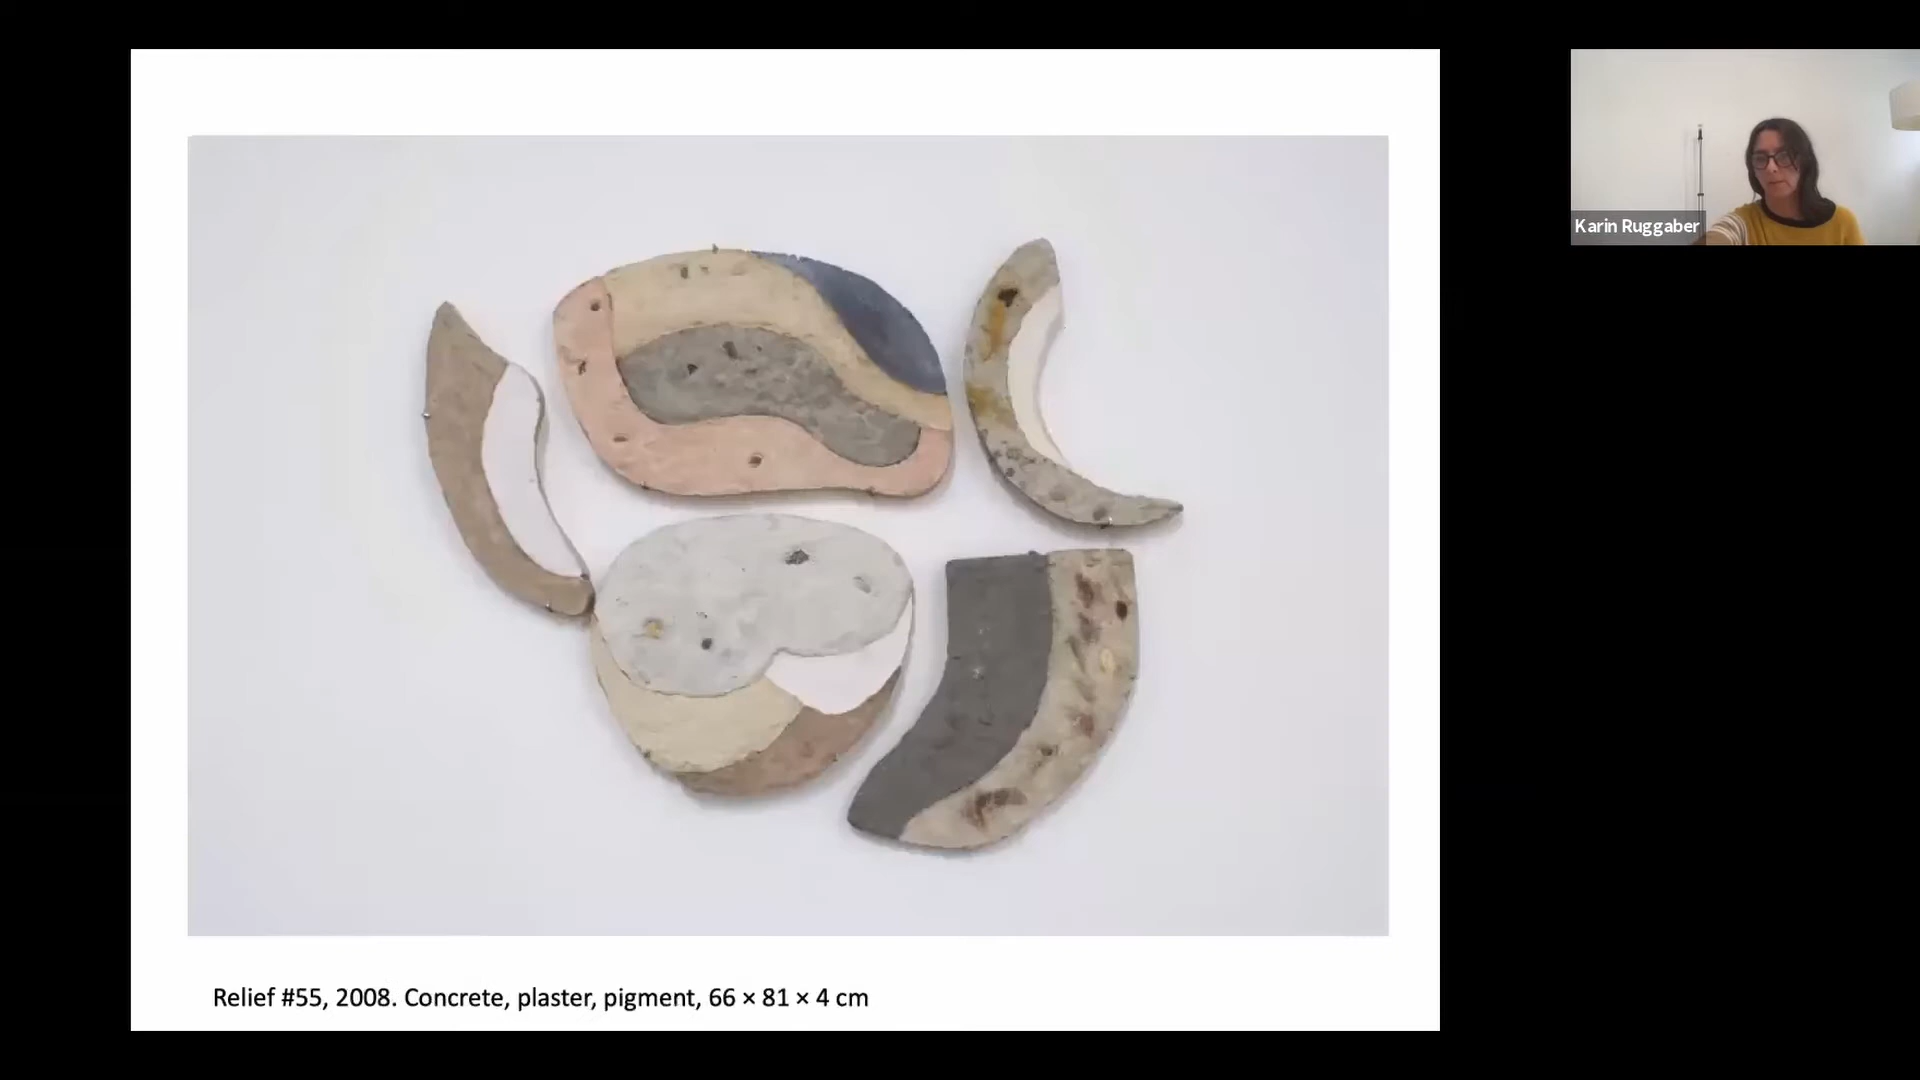 Karin Ruggaber
Relief #55, 2008. Concrete, plaster, pigment, 66 × 81 × 4 cm